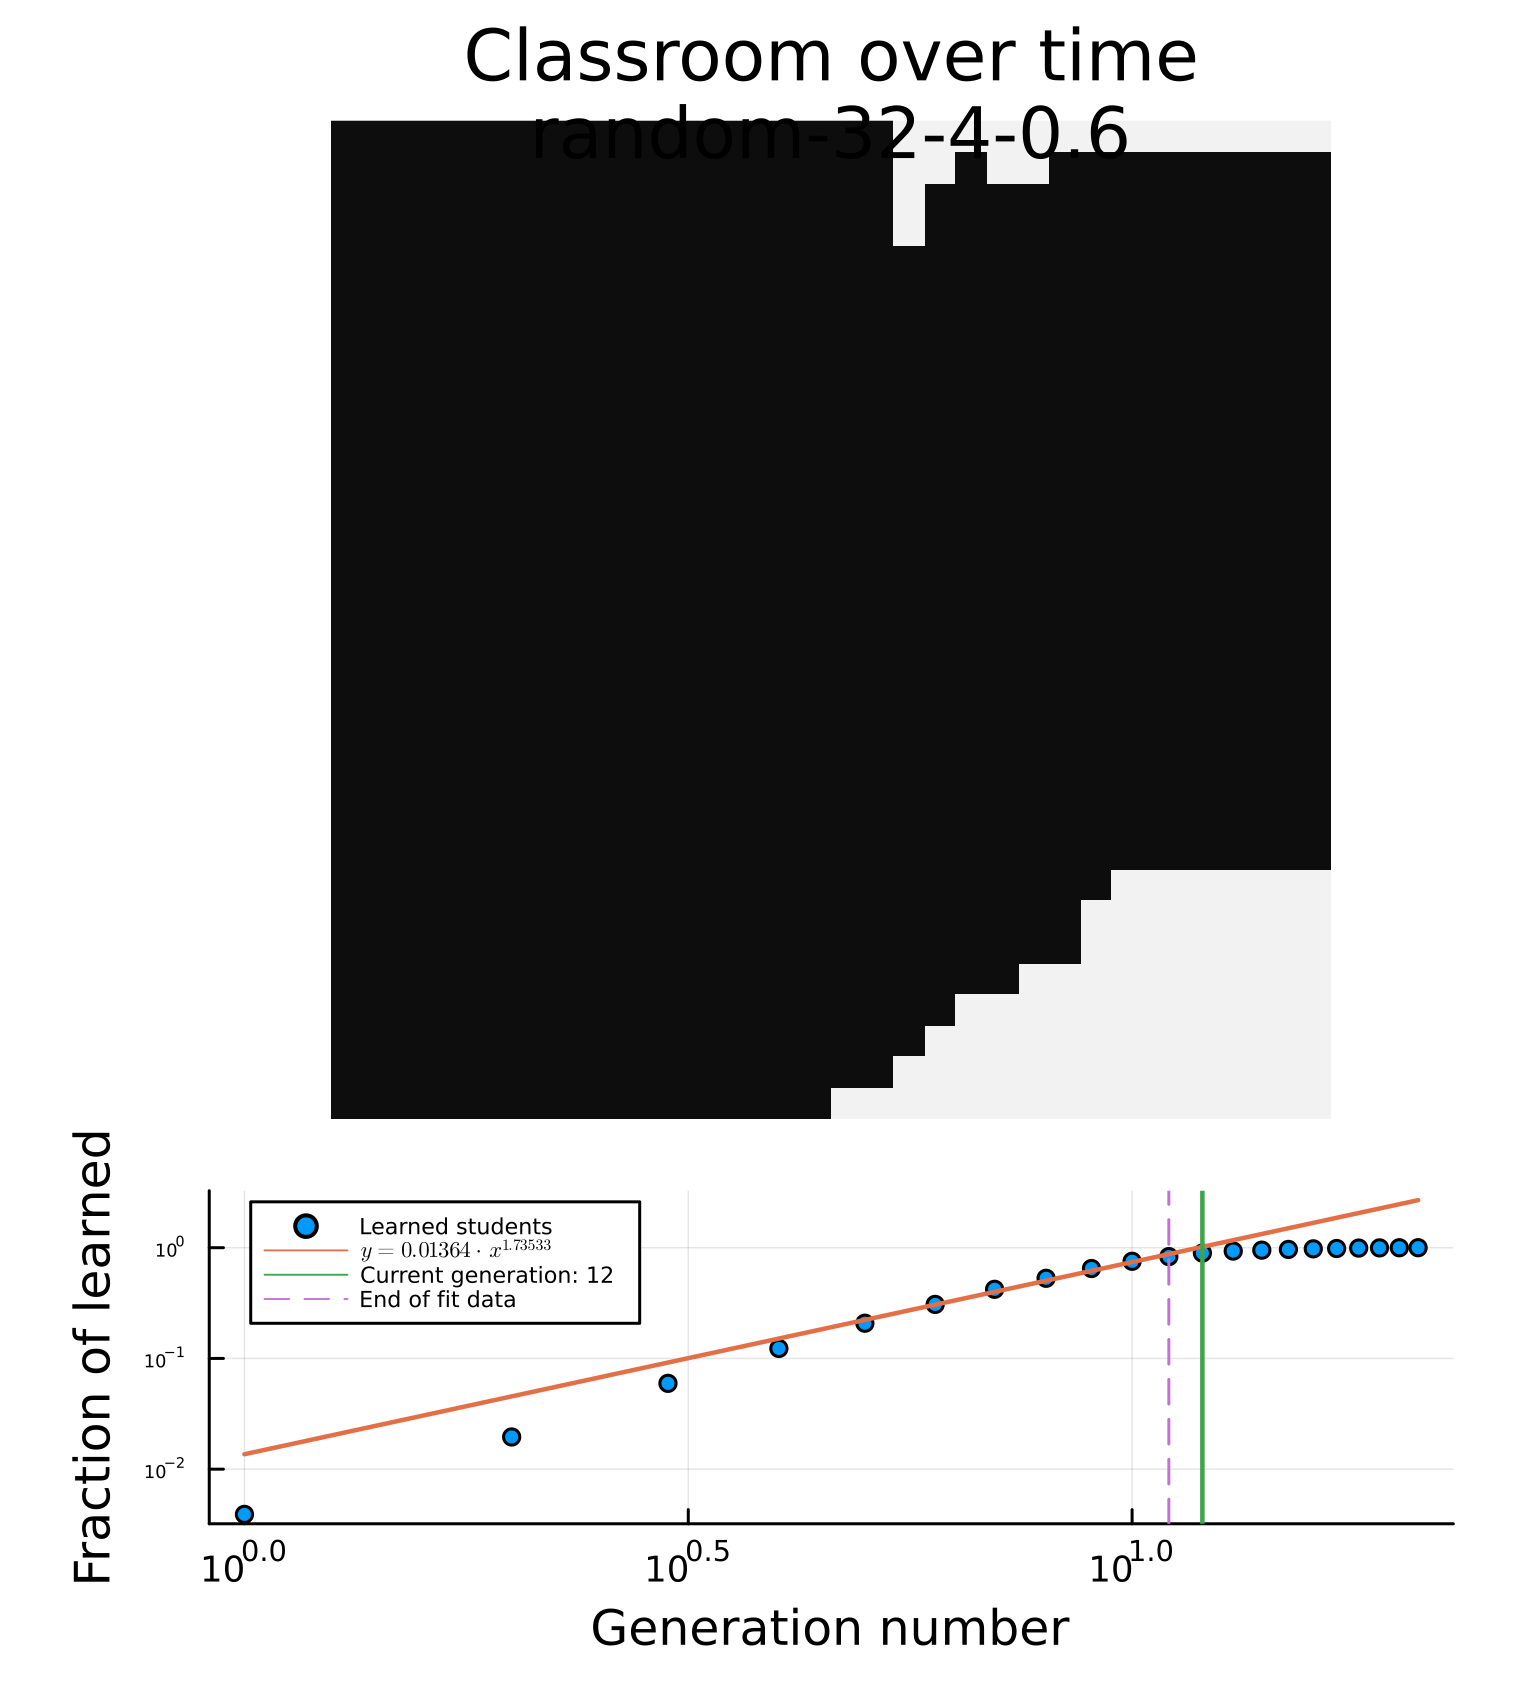 Classroom over time
random-32-4-0.6
Fraction of learned
Learned students
y = 0.01364 · x^1.73533
Current generation: 12
End of fit data
10^0
10^-1
10^-2
10^0.0
10^0.5
10^1.0
Generation number